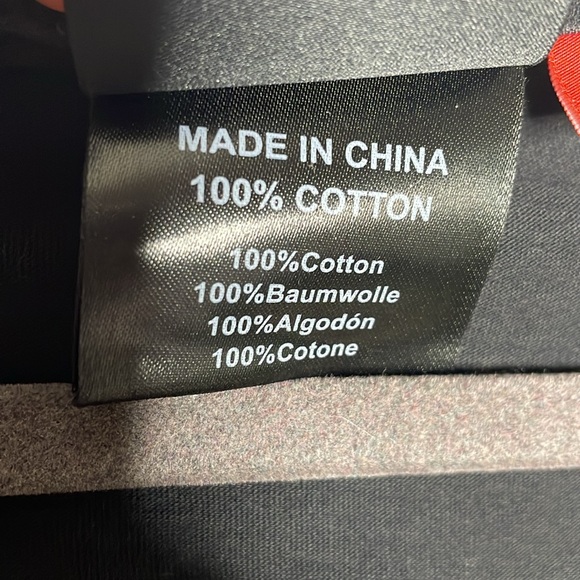 MADE IN CHINA
100% COTTON
100%Cotton
100%Baumwolle
100%Algodón
100%Cotone